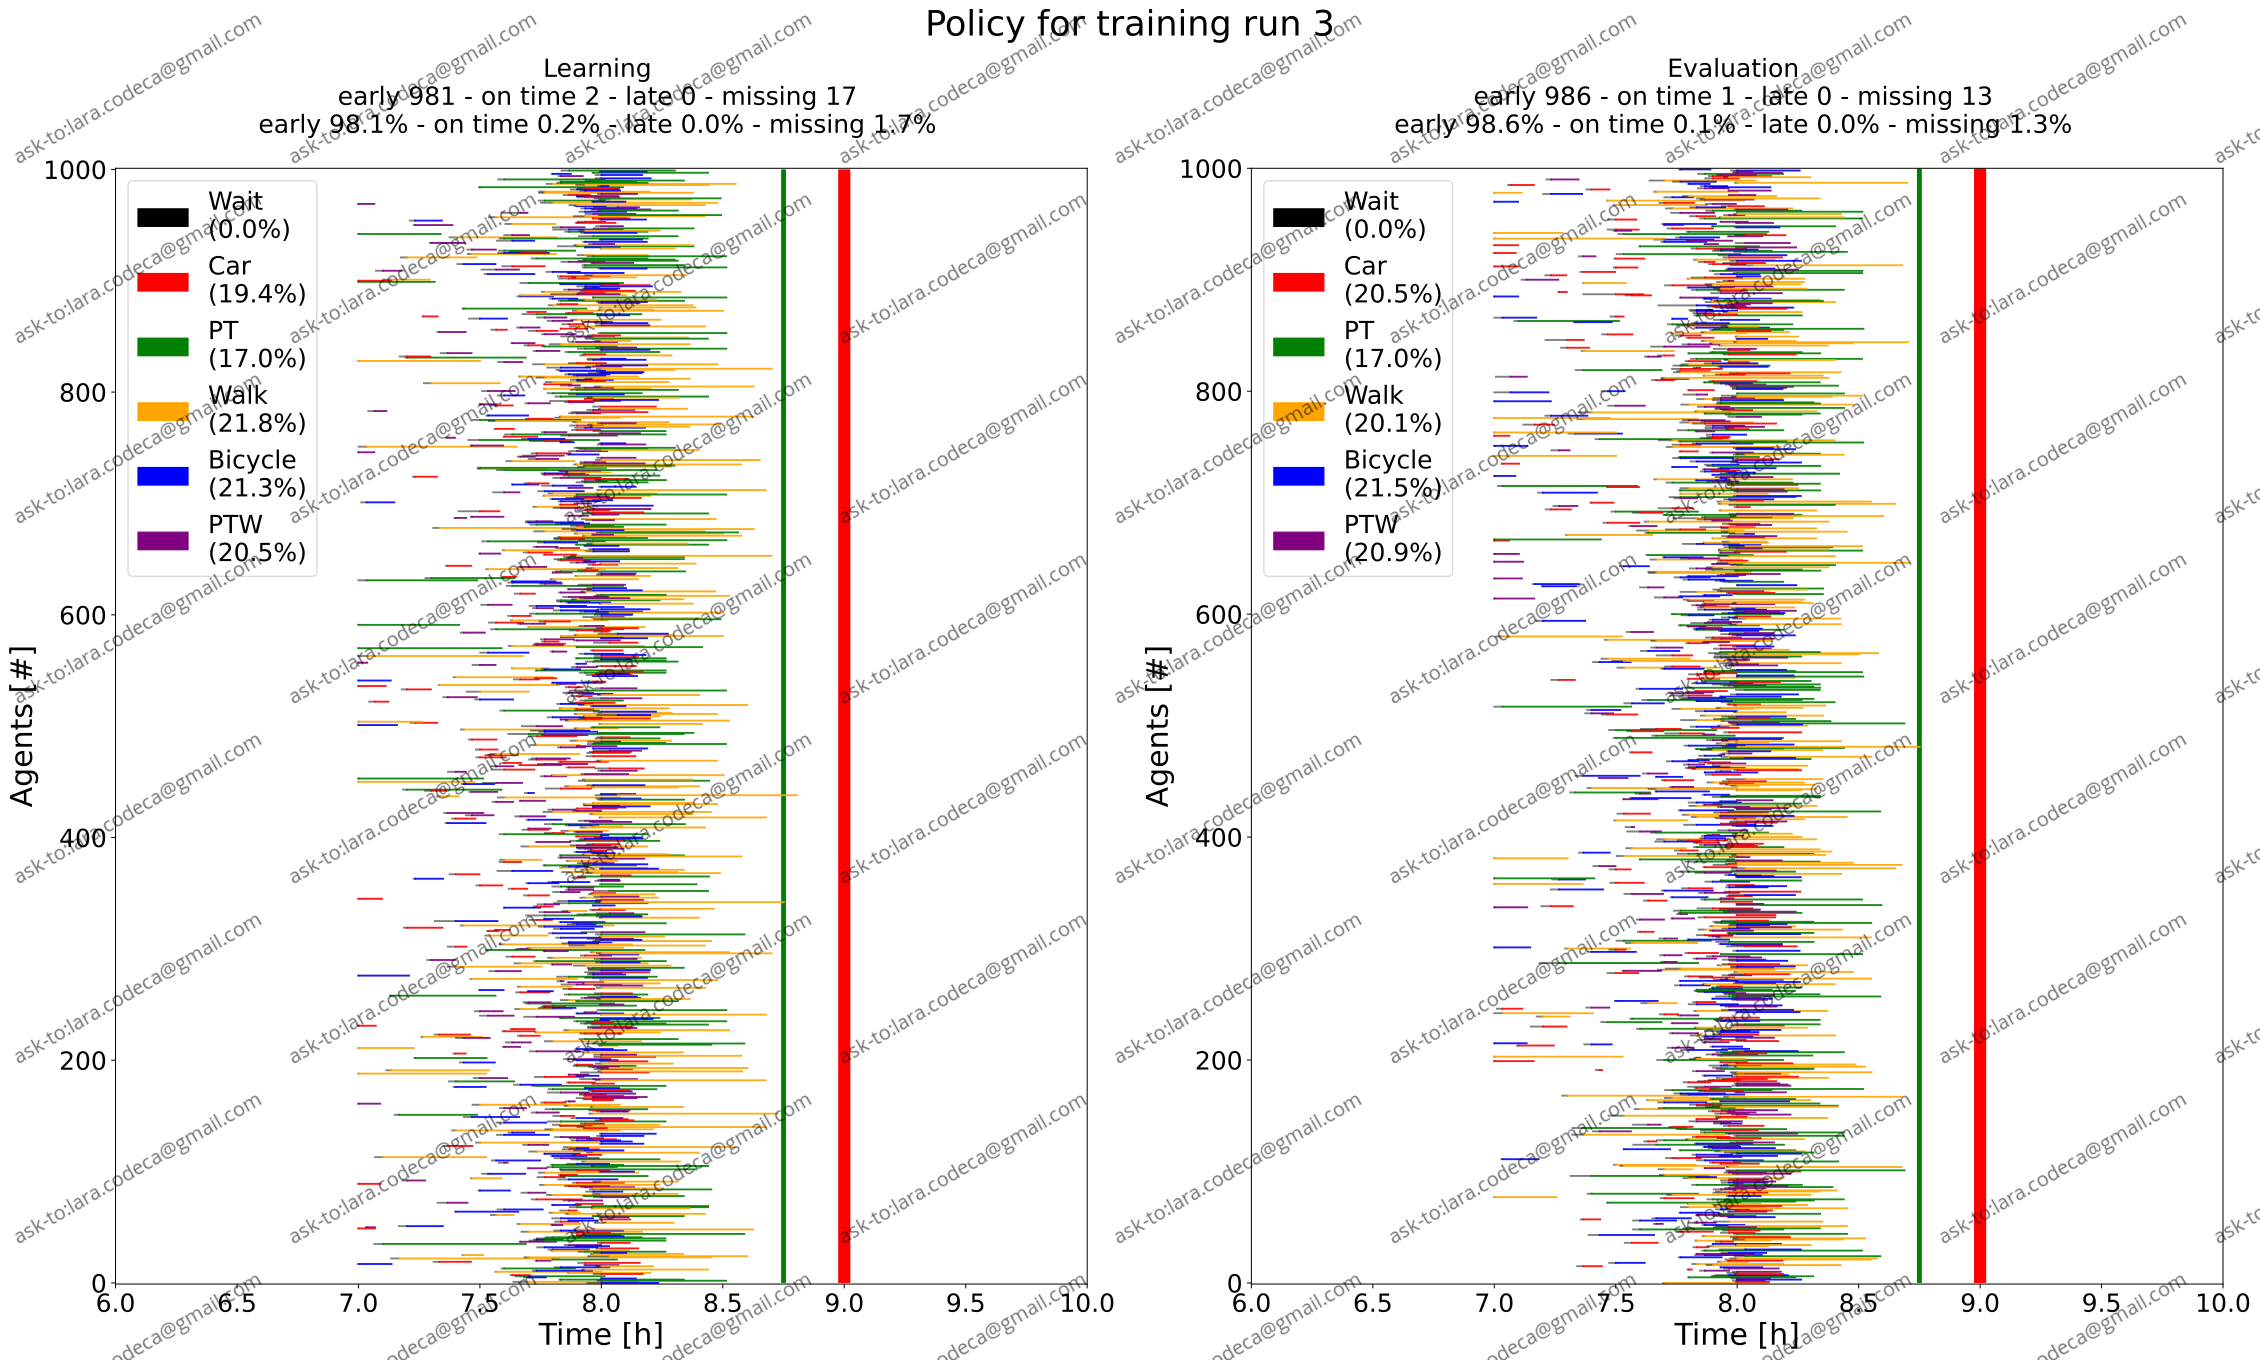 Policy for training run 3
Learning
early 981 - on time 2 - late 0 - missing 17
early 98.1% - on time 0.2% - late 0.0% - missing 1.7%
Wait
(0.0%)
Car
(19.4%)
PT
(17.0%)
Walk
(21.8%)
Bicycle
(21.3%)
PTW
(20.5%)
1000
800
600
400
200
0
Agents [#]
6.0 6.5 7.0 7.5 8.0 8.5 9.0 9.5 10.0
Time [h]
Evaluation
early 986 - on time 1 - late 0 - missing 13
early 98.6% - on time 0.1% - late 0.0% - missing 1.3%
Wait
(0.0%)
Car
(20.5%)
PT
(17.0%)
Walk
(20.1%)
Bicycle
(21.5%)
PTW
(20.9%)
1000
800
600
400
200
0
Agents [#]
6.0 6.5 7.0 7.5 8.0 8.5 9.0 9.5 10.0
Time [h]
ask-to:lara.codeca@gmail.com